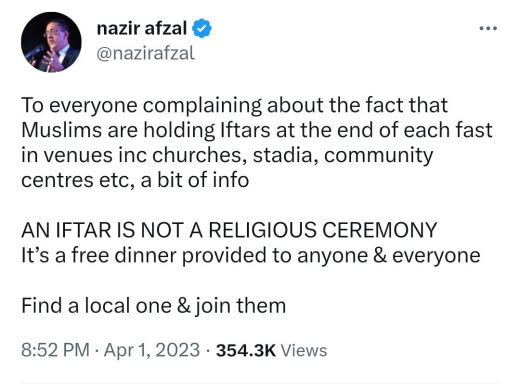 nazir afzal
@nazirafzal
To everyone complaining about the fact that
Muslims are holding Iftars at the end of each fast
in venues inc churches, stadia, community
centres etc, a bit of info
AN IFTAR IS NOT A RELIGIOUS CEREMONY
It’s a free dinner provided to anyone & everyone
Find a local one & join them
8:52 PM · Apr 1, 2023 · 354.3K Views